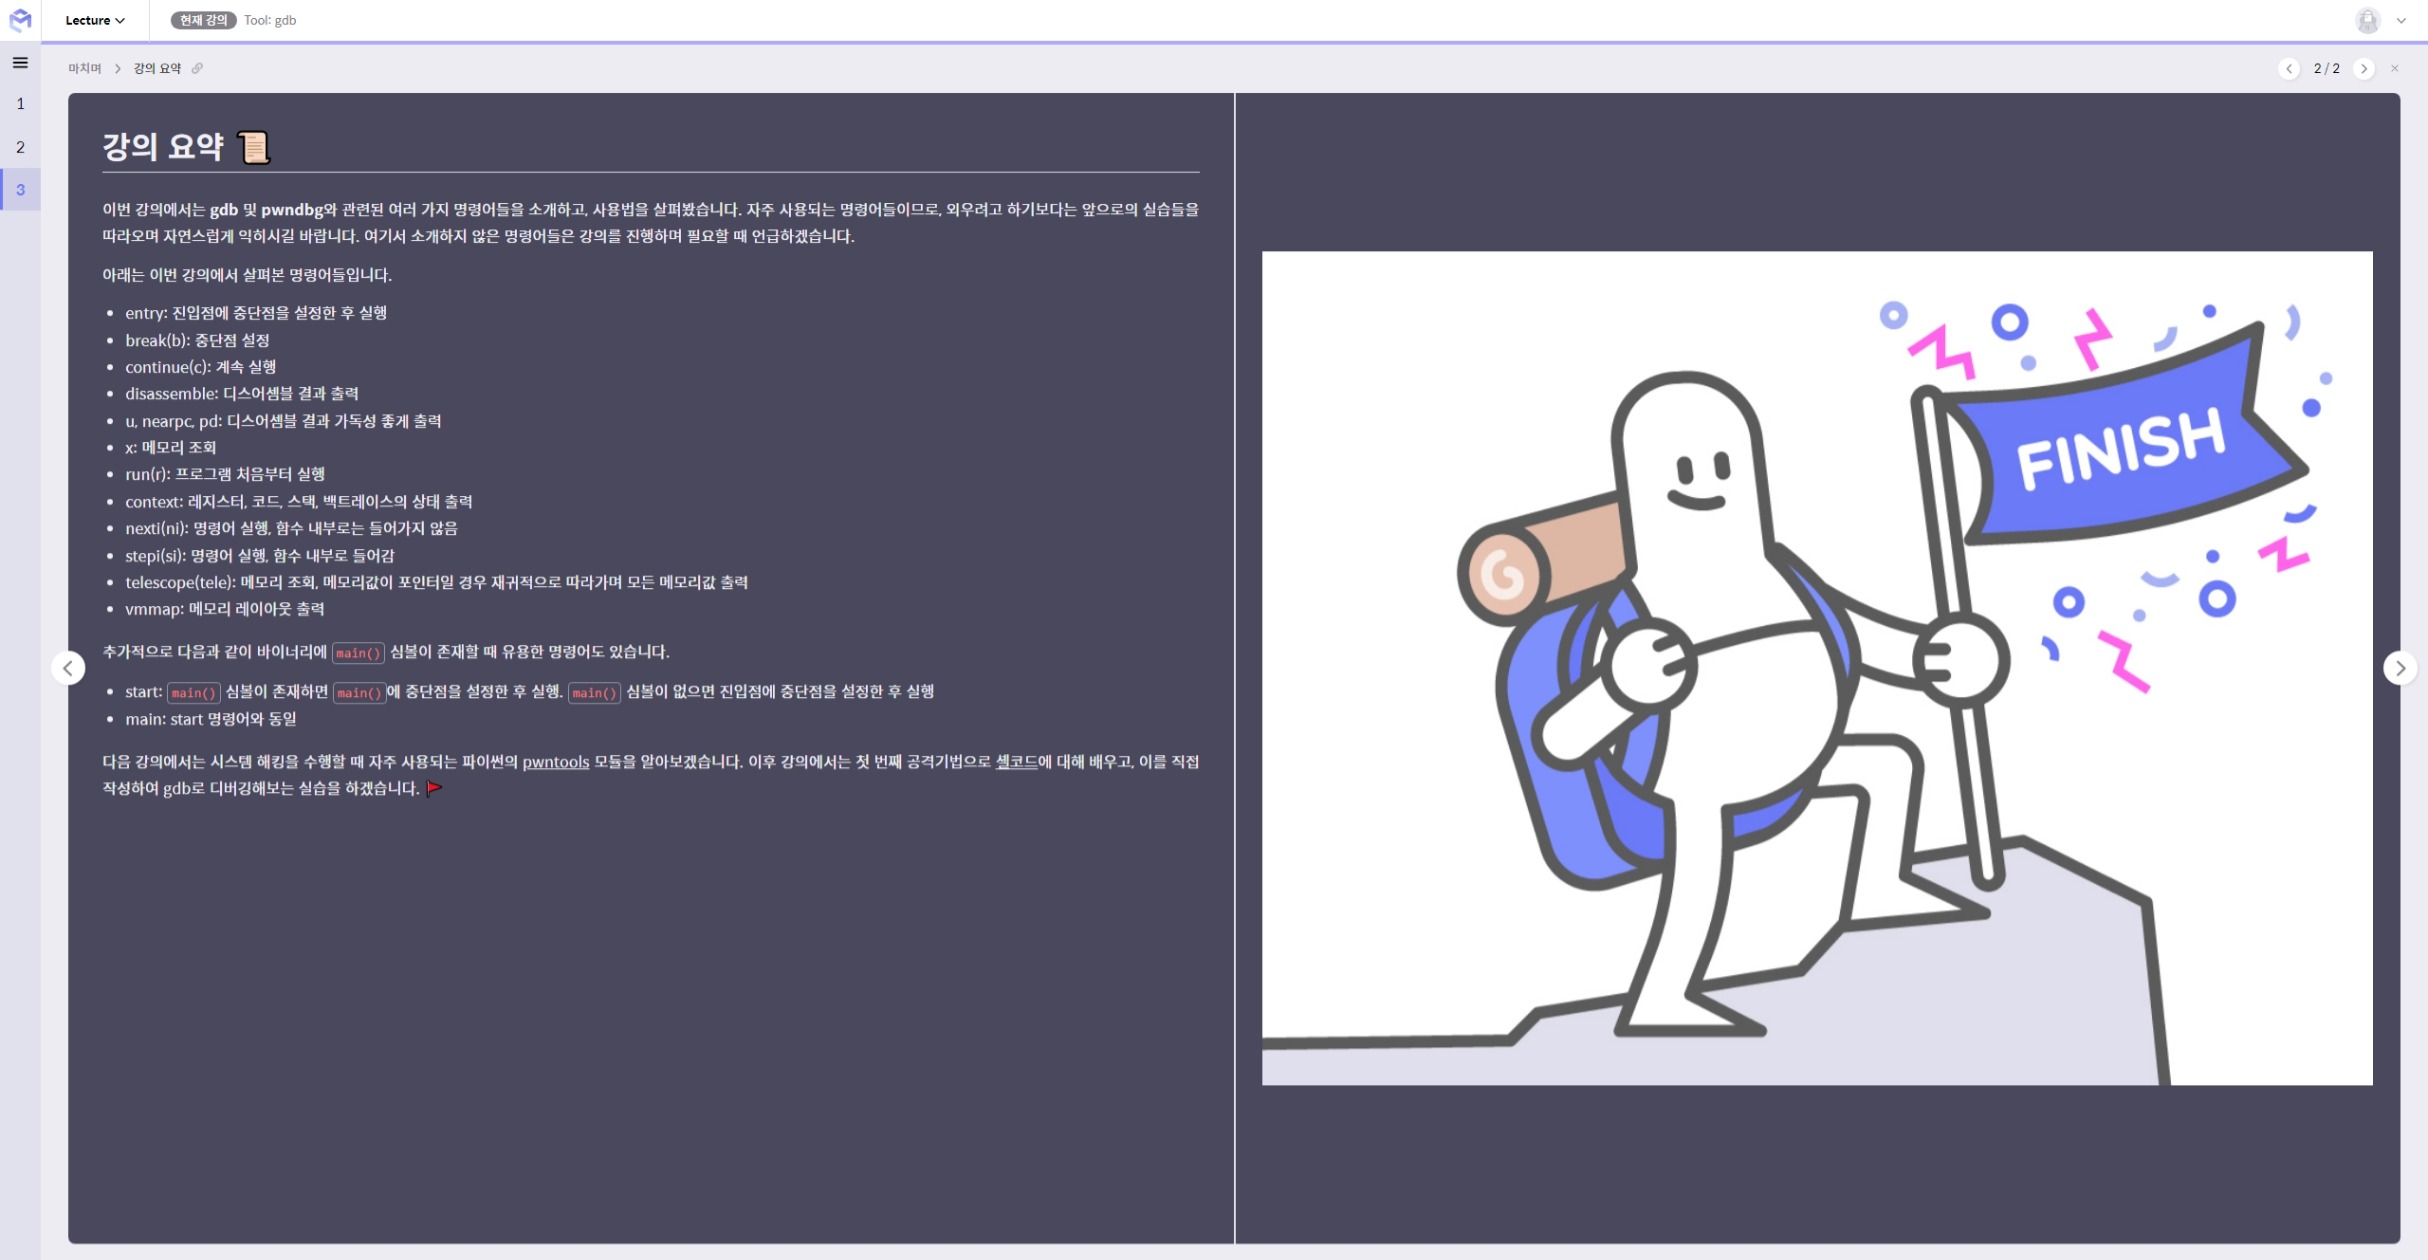 Lecture
현재 강의 Tool: gdb
마치며 > 강의 요약
2 / 2
1
2
3
강의 요약
이번 강의에서는 gdb 및 pwndbg와 관련된 여러 가지 명령어들을 소개하고, 사용법을 살펴봤습니다. 자주 사용되는 명령어들이므로, 외우려고 하기보다는 앞으로의 실습들을
따라오며 자연스럽게 익히시길 바랍니다. 여기서 소개하지 않은 명령어들은 강의를 진행하며 필요할 때 언급하겠습니다.
아래는 이번 강의에서 살펴본 명령어들입니다.
• entry: 진입점에 중단점을 설정한 후 실행
• break(b): 중단점 설정
• continue(c): 계속 실행
• disassemble: 디스어셈블 결과 출력
• u, nearpc, pd: 디스어셈블 결과 가독성 좋게 출력
• x: 메모리 조회
• run(r): 프로그램 처음부터 실행
• context: 레지스터, 코드, 스택, 백트레이스의 상태 출력
• nexti(ni): 명령어 실행, 함수 내부로는 들어가지 않음
• stepi(si): 명령어 실행, 함수 내부로 들어감
• telescope(tele): 메모리 조회, 메모리값이 포인터일 경우 재귀적으로 따라가며 모든 메모리값 출력
• vmmap: 메모리 레이아웃 출력
추가적으로 다음과 같이 바이너리에 main() 심볼이 존재할 때 유용한 명령어도 있습니다.
• start: main() 심볼이 존재하면 main()에 중단점을 설정한 후 실행. main() 심볼이 없으면 진입점에 중단점을 설정한 후 실행
• main: start 명령어와 동일
다음 강의에서는 시스템 해킹을 수행할 때 자주 사용되는 파이썬의 pwntools 모듈을 알아보겠습니다. 이후 강의에서는 첫 번째 공격기법으로 셸코드에 대해 배우고, 이를 직접
작성하여 gdb로 디버깅해보는 실습을 하겠습니다.
FINISH